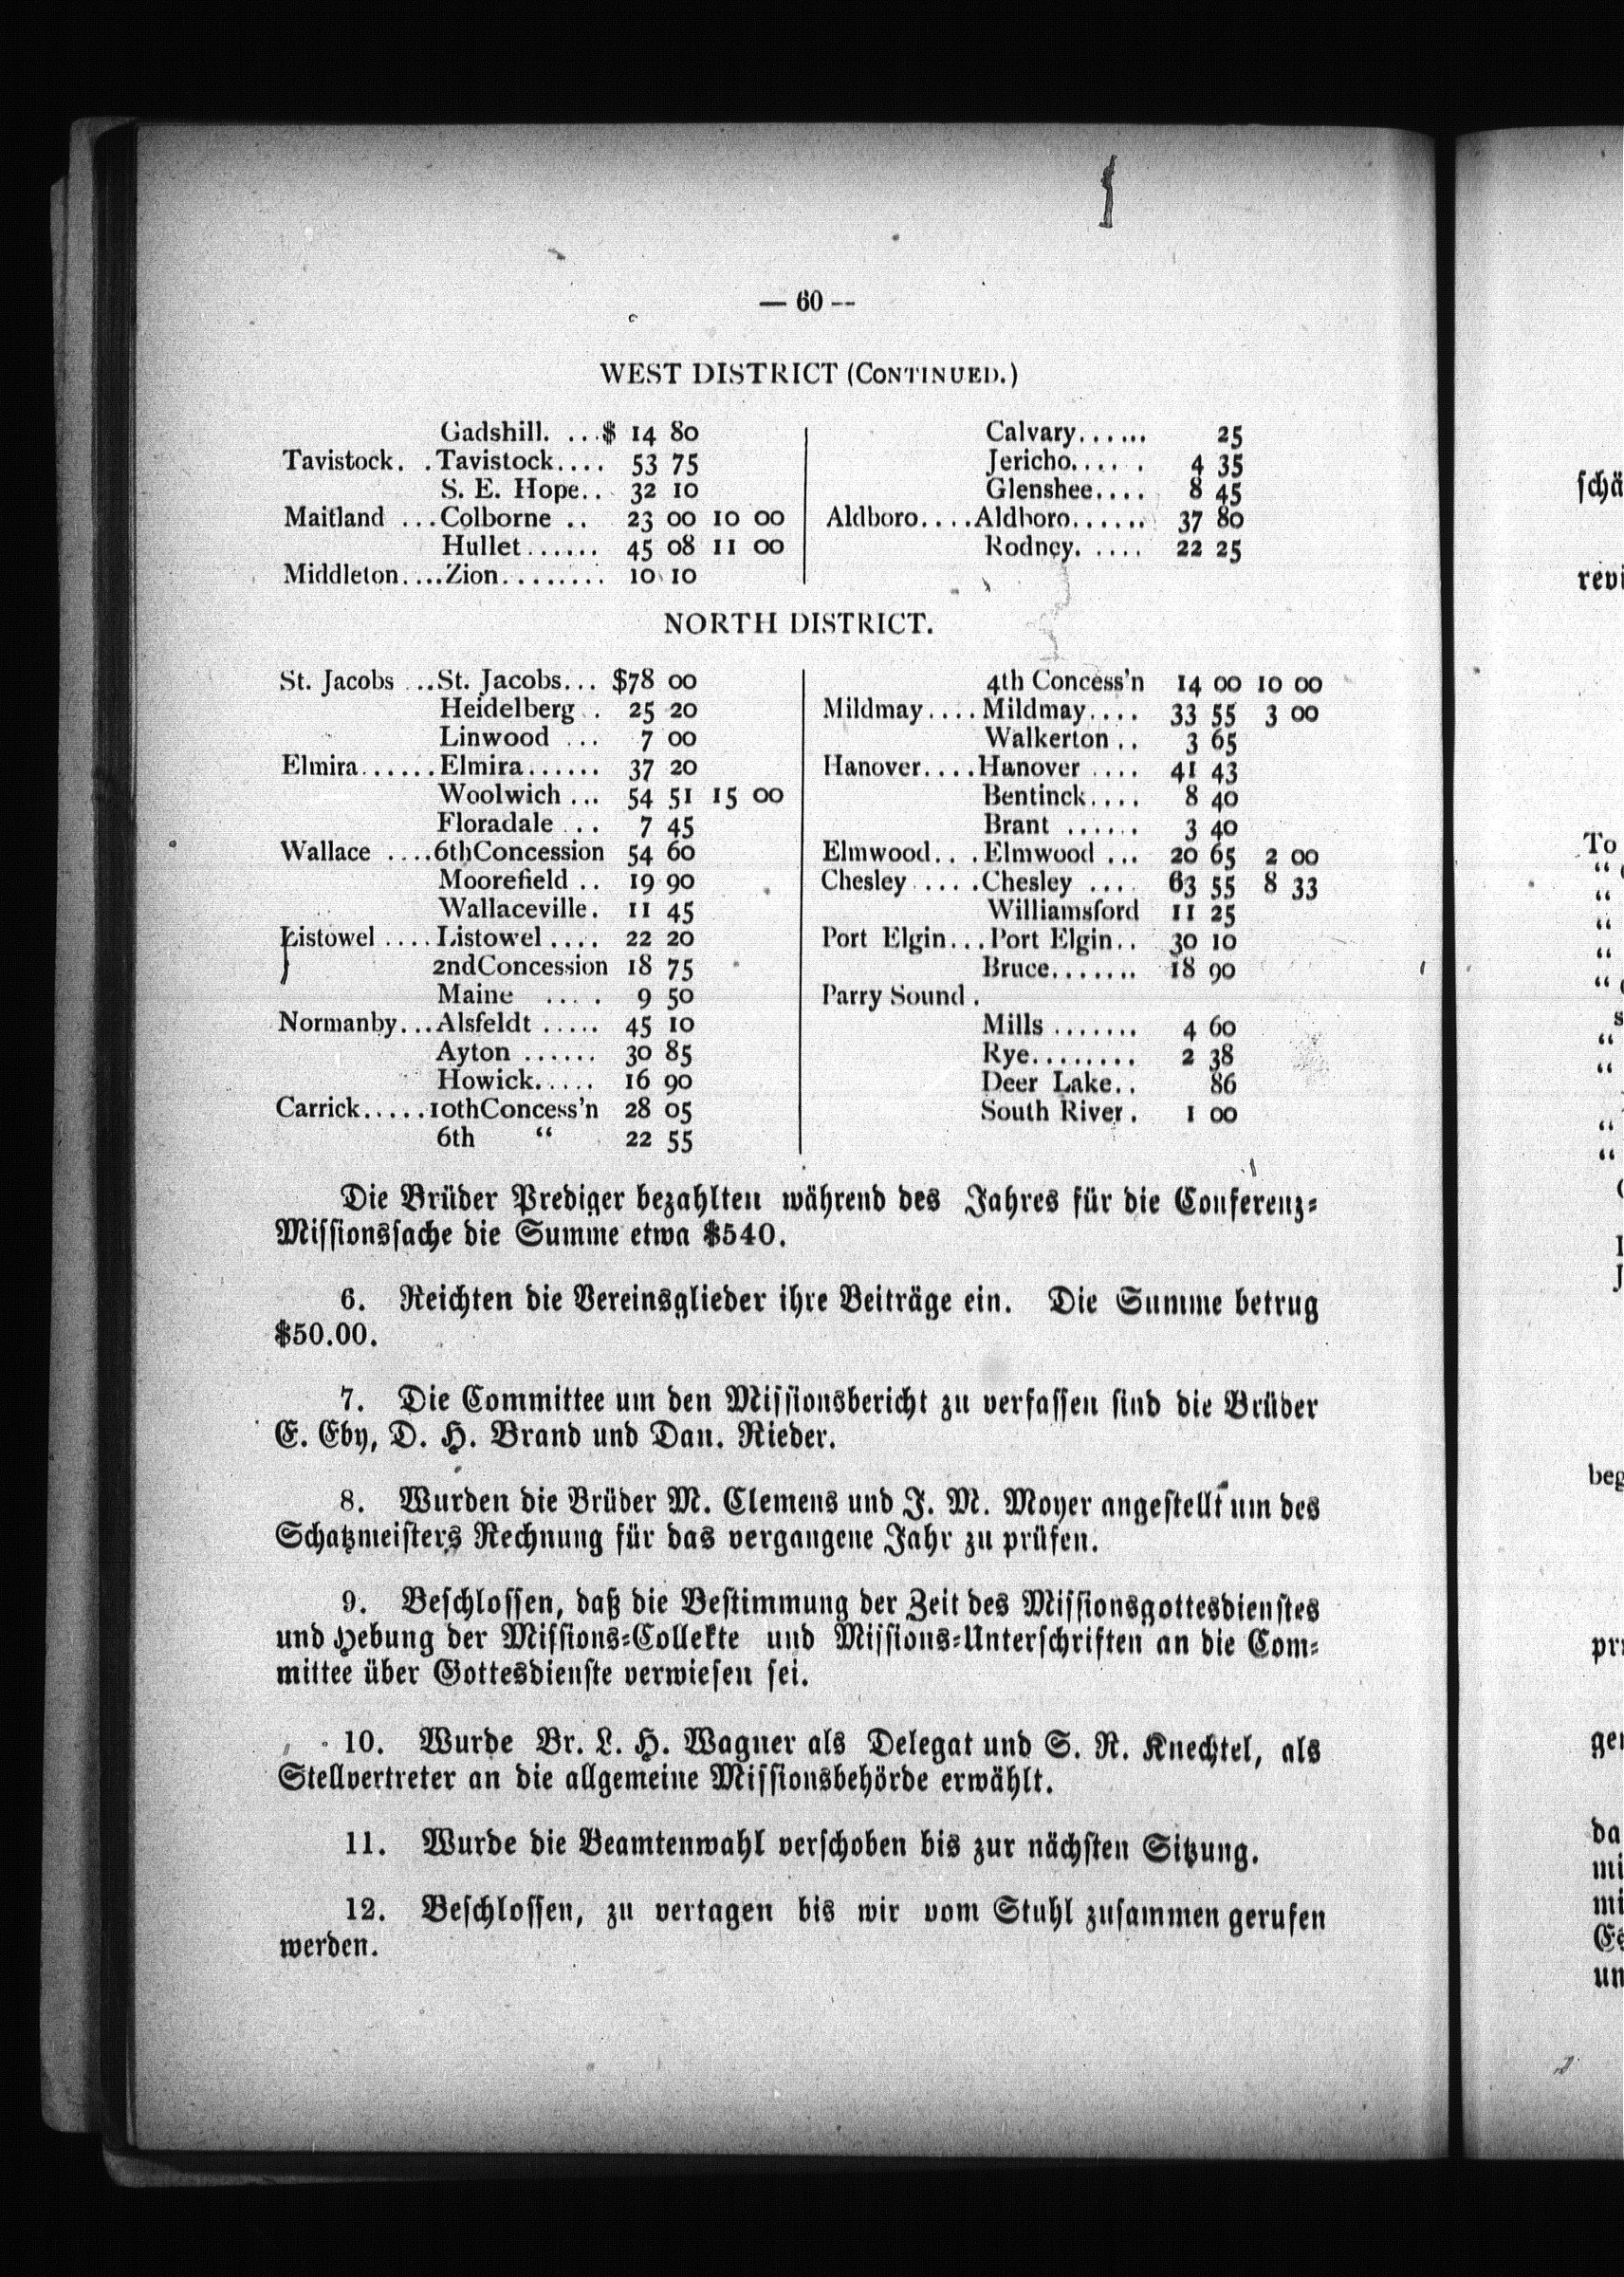 — 60 --
WEST DISTRICT (CONTINUED.)
Gadshill. ...$ 14 80
Tavistock. .Tavistock.... 53 75
S. E. Hope.. 32 10
Maitland ...Colborne .. 23 00 10 00
Hullet...... 45 08 11 00
Middleton....Zion........ 10 10
Calvary...... 25
Jericho..... . 4 35
Glenshee.... 8 45
Aldboro....Aldboro...... 37 80
Rodney. .... 22 25
NORTH DISTRICT.
St. Jacobs ..St. Jacobs... $78 00
Heidelberg . 25 20
Linwood ... 7 00
Elmira......Elmira...... 37 20
Woolwich ... 54 51 15 00
Floradale ... 7 45
Wallace ....6thConcession 54 60
Moorefield .. 19 90
Wallaceville. 11 45
Listowel ....Listowel.... 22 20
2ndConcession 18 75
Maine .... 9 50
Normanby...Alsfeldt ..... 45 10
Ayton ...... 30 85
Howick..... 16 90
Carrick.....10thConcess'n 28 05
6th “ 22 55
4th Concess'n 14 00 10 00
Mildmay....Mildmay.... 33 55 3 00
Walkerton.. 3 65
Hanover....Hanover .... 41 43
Bentinck.... 8 40
Brant ...... 3 40
Elmwood.. .Elmwood ... 20 65 2 00
Chesley .....Chesley .... 63 55 8 33
Williamsford 11 25
Port Elgin...Port Elgin.. 30 10
Bruce....... 18 90
Parry Sound .
Mills ....... 4 60
Rye........ 2 38
Deer Lake.. 86
South River. 1 00
Die Brüder Prediger bezahlten während des Jahres für die Conferenz-
Missionssache die Summe etwa $540.
6. Reichten die Vereinsglieder ihre Beiträge ein. Die Summe betrug
$50.00.
7. Die Committee um den Missionsbericht zu verfassen sind die Brüder
E. Eby, D. H. Brand und Dan. Rieder.
8. Wurden die Brüder M. Clemens und J. M. Moyer angestellt um des
Schatzmeisters Rechnung für das vergangene Jahr zu prüfen.
9. Beschlossen, daß die Bestimmung der Zeit des Missionsgottesdienstes
und Hebung der Missions-Collekte und Missions-Unterschriften an die Com-
mittee über Gottesdienste verwiesen sei.
10. Wurde Br. L. H. Wagner als Delegat und S. R. Knechtel, als
Stellvertreter an die allgemeine Missionsbehörde erwählt.
11. Wurde die Beamtenwahl verschoben bis zur nächsten Sitzung.
12. Beschlossen, zu vertagen bis wir vom Stuhl zusammen gerufen
werden.